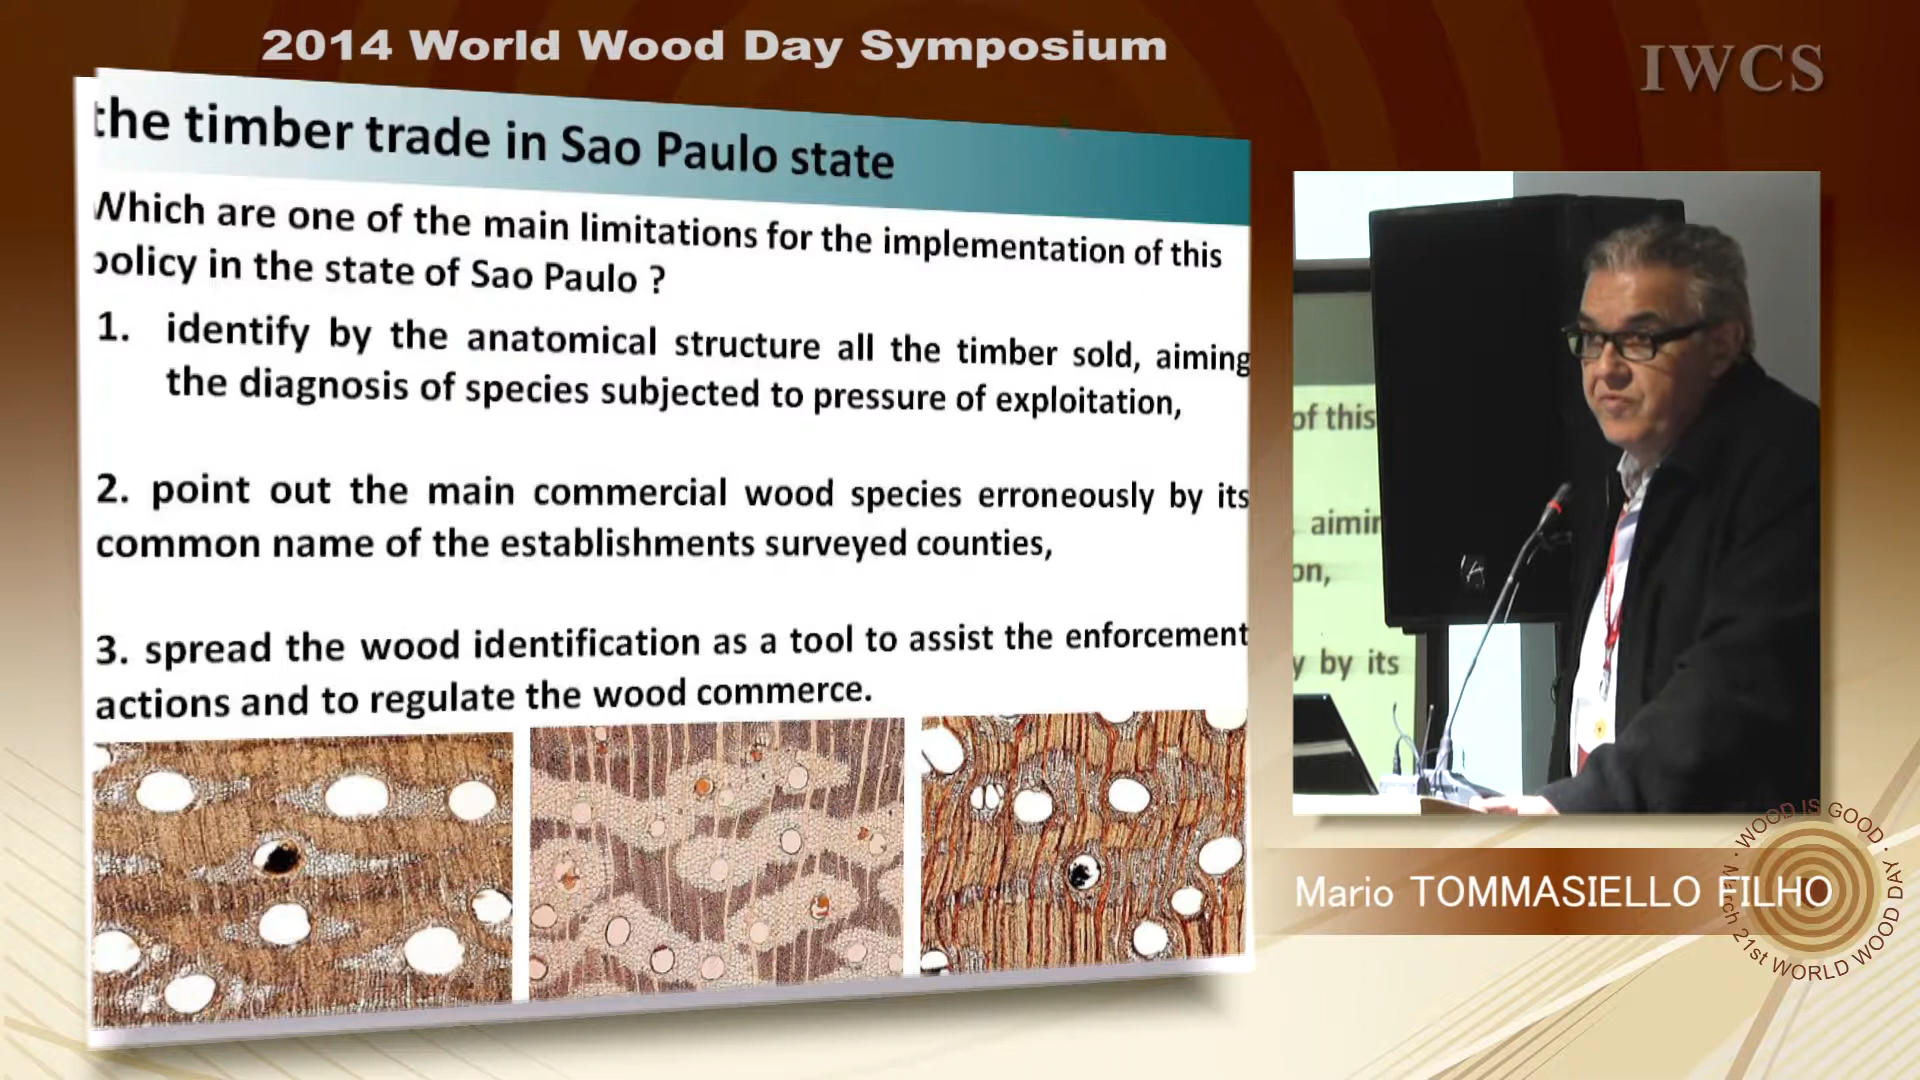 2014 World Wood Day Symposium
IWCS
the timber trade in Sao Paulo state
Which are one of the main limitations for the implementation of this
policy in the state of Sao Paulo ?
1. identify by the anatomical structure all the timber sold, aiming
the diagnosis of species subjected to pressure of exploitation,
2. point out the main commercial wood species erroneously by its
common name of the establishments surveyed counties,
3. spread the wood identification as a tool to assist the enforcement
actions and to regulate the wood commerce.
of this
aimin
on,
y by its
Mario TOMMASIELLO FILHO
· WOOD IS GOOD ·
March 21st WORLD WOOD DAY